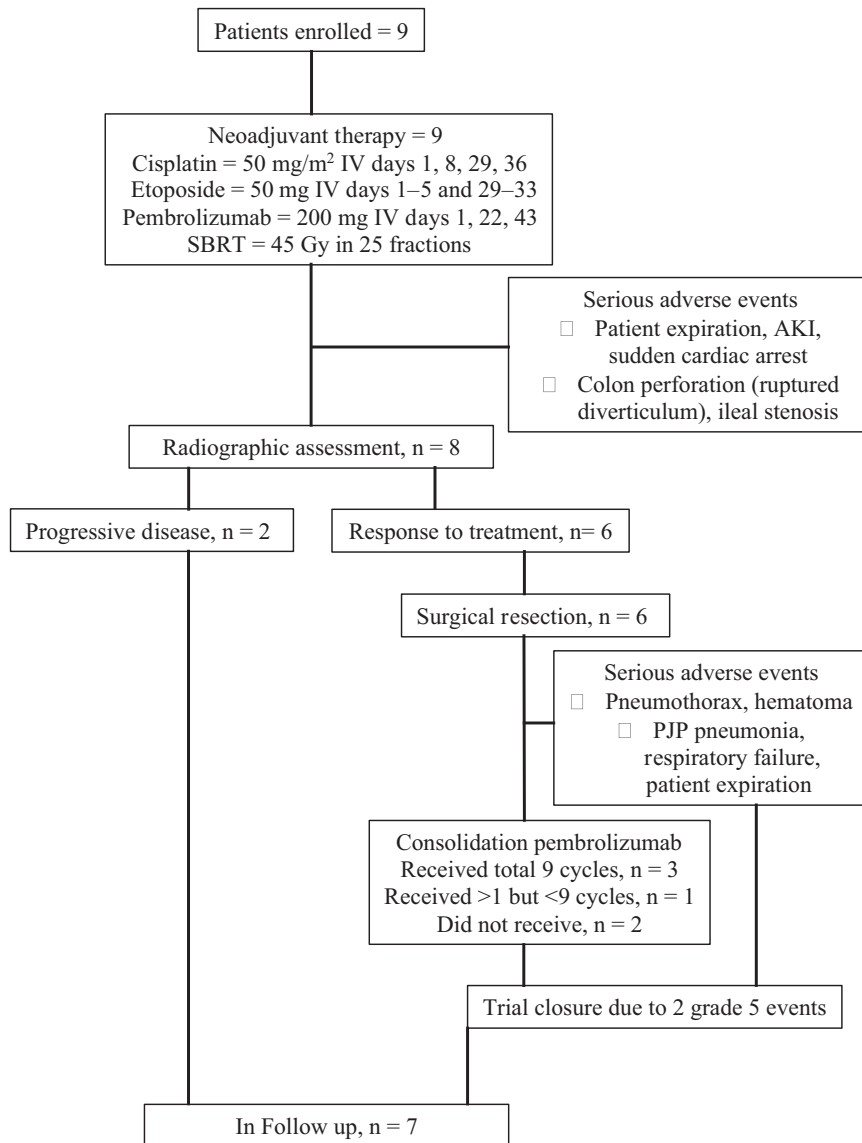 Patients enrolled = 9
Neoadjuvant therapy = 9
Cisplatin = 50 mg/m² IV days 1, 8, 29, 36
Etoposide = 50 mg IV days 1–5 and 29–33
Pembrolizumab = 200 mg IV days 1, 22, 43
SBRT = 45 Gy in 25 fractions
Serious adverse events
□ Patient expiration, AKI,
sudden cardiac arrest
□ Colon perforation (ruptured
diverticulum), ileal stenosis
Radiographic assessment, n = 8
Progressive disease, n = 2
Response to treatment, n= 6
Surgical resection, n = 6
Serious adverse events
□ Pneumothorax, hematoma
□ PJP pneumonia,
respiratory failure,
patient expiration
Consolidation pembrolizumab
Received total 9 cycles, n = 3
Received >1 but <9 cycles, n = 1
Did not receive, n = 2
Trial closure due to 2 grade 5 events
In Follow up, n = 7